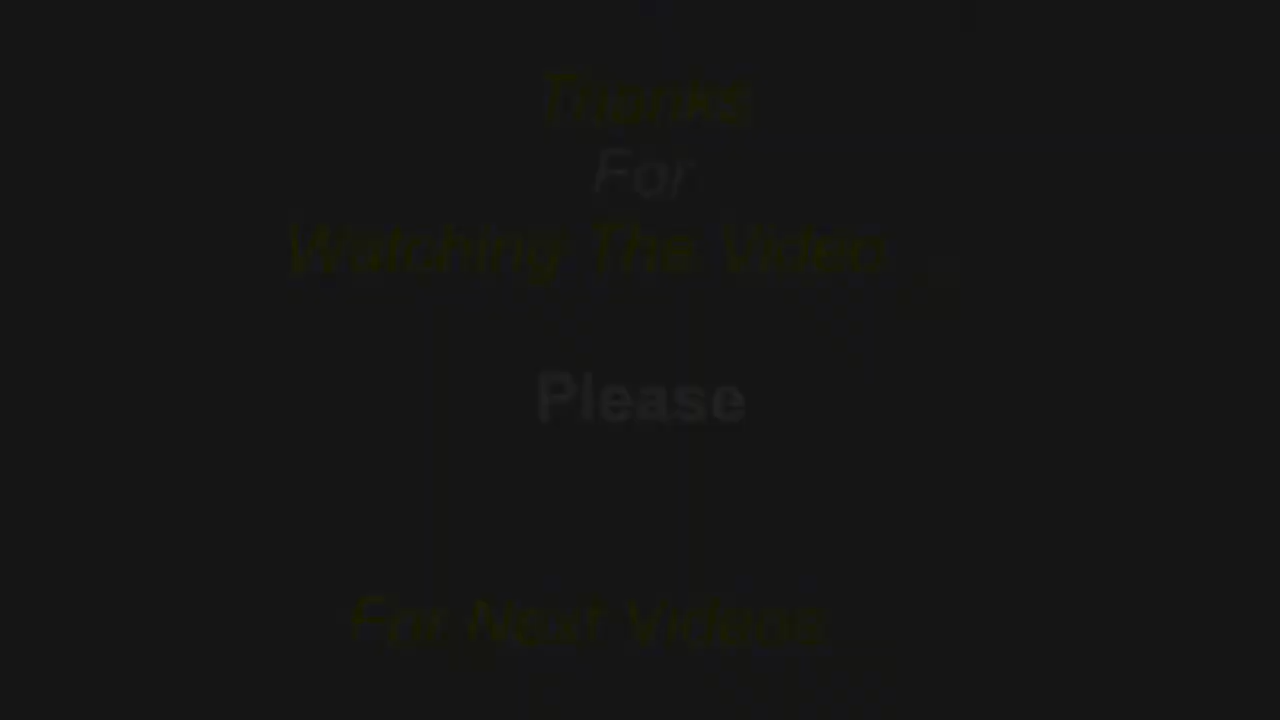 Thanks
For
Watching The Video
Please
For Next Videos